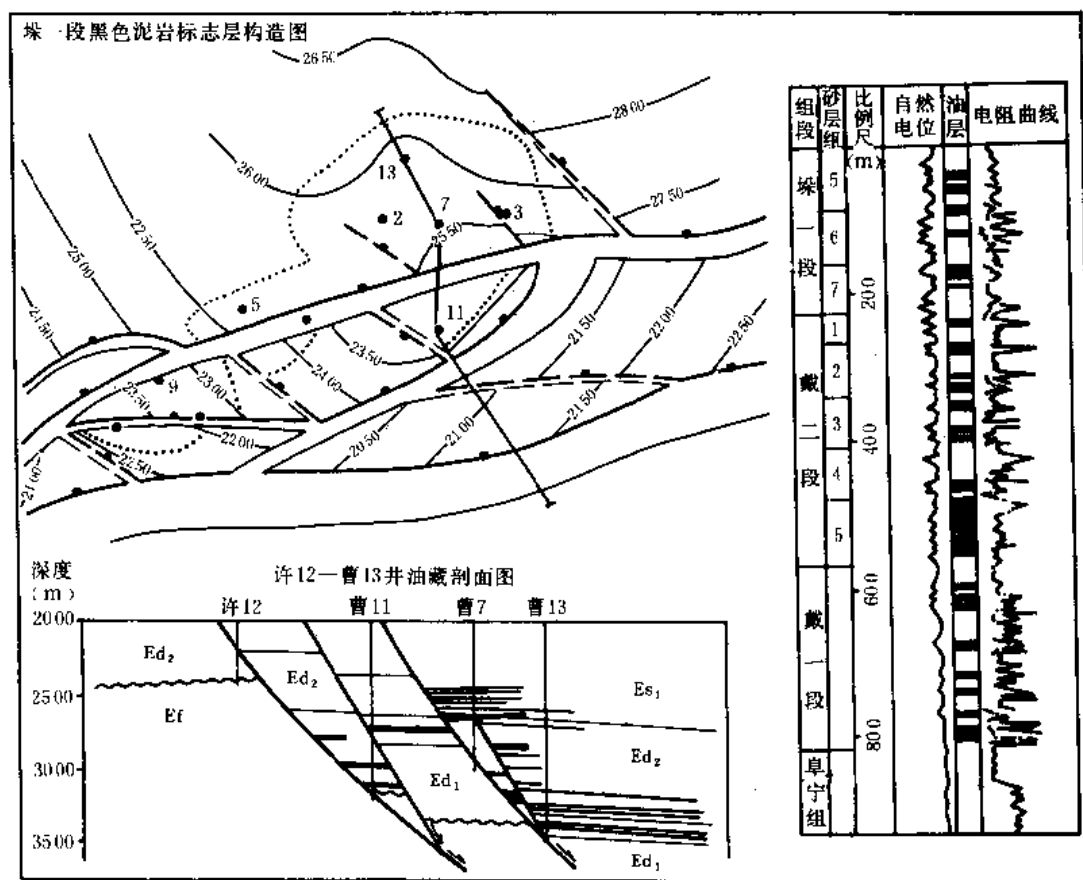 垛一段黑色泥岩标志层构造图
2650
2800
2600
13
2250
2
7
3
2750
2550
2500
5
11
2150
2200
2450
2350
2250
2400
9
2300
2350
2150
2200
2050
2100
2250
2100
许12—曹13井油藏剖面图
深度
(m)
许12
曹11
曹7
曹13
2000
Ed₂
Ed₂
Es₁
2500
Ef
Ed₂
3000
Ed₁
3500
Ed₁
组段
砂层组
比例尺(m)
自然电位
油层
电阻曲线
垛一段
5
6
7
200
戴二段
1
2
3
400
4
5
600
戴一段
800
阜宁组